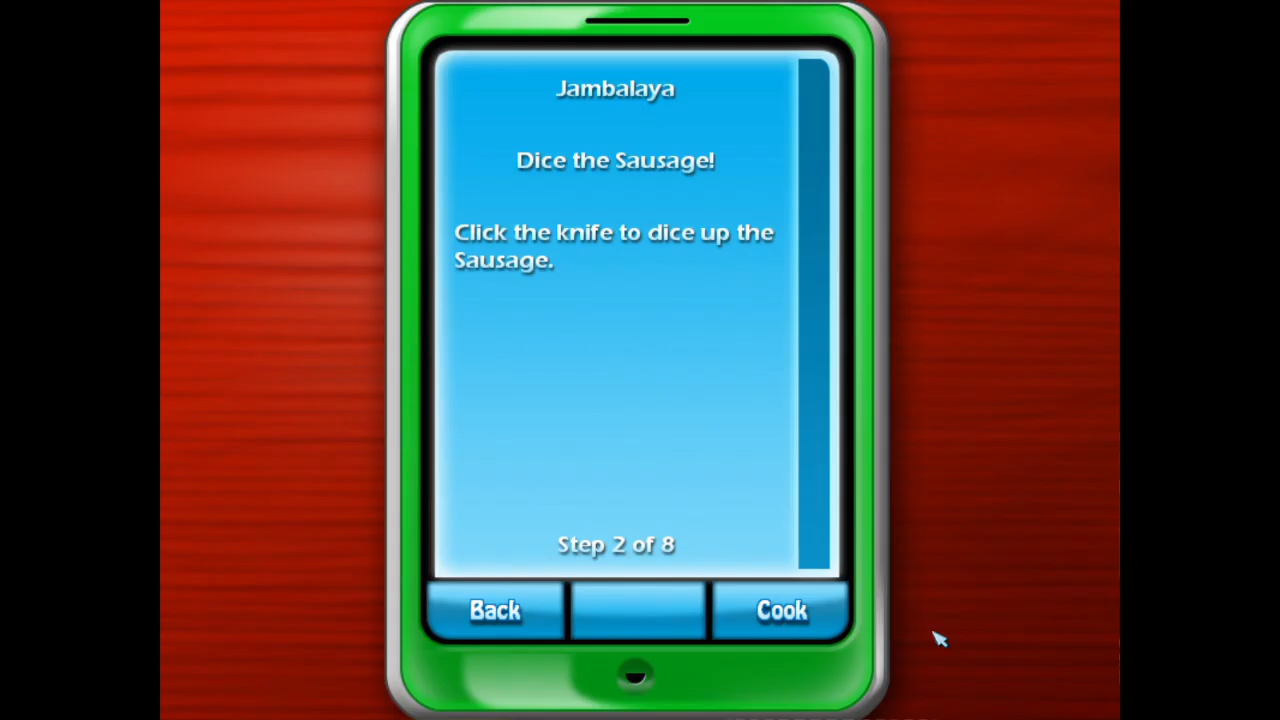 Jambalaya
Dice the Sausage!
Click the knife to dice up the
Sausage.
Step 2 of 8
Back
Cook